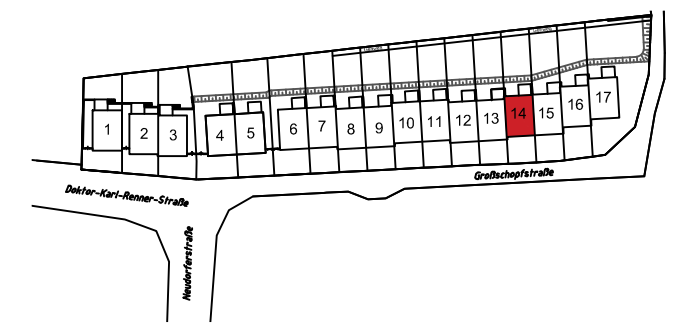 1 2 3 4 5 6 7 8 9 10 11 12 13 14 15 16 17
Großschopfstraße
Doktor-Karl-Renner-Straße
Neudorferstraße